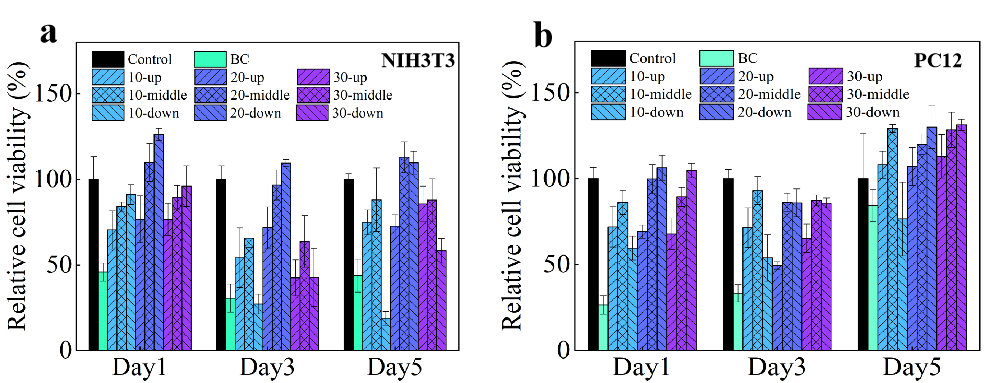 a
NIH3T3
Control
BC
10-up
20-up
30-up
10-middle
20-middle
30-middle
10-down
20-down
30-down
Relative cell viability (%)
150
100
50
0
Day1
Day3
Day5
b
PC12
Control
BC
10-up
20-up
30-up
10-middle
20-middle
30-middle
10-down
20-down
30-down
Relative cell viability (%)
150
100
50
0
Day1
Day3
Day5